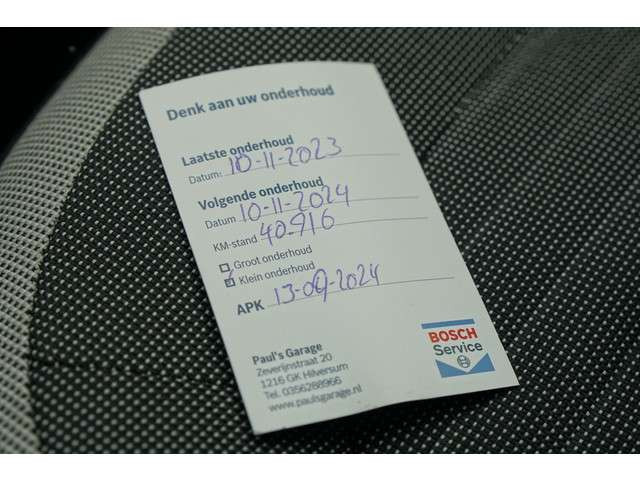 Denk aan uw onderhoud
Laatste onderhoud
Datum: 10-11-2023
Volgende onderhoud
Datum 10-11-2024
KM-stand 40.916
Groot onderhoud
Klein onderhoud
APK 13-09-2024
Paul's Garage
Zeverijnstraat 20
1216 GK Hilversum
Tel. 0356288966
www.paulsgarage.nl
BOSCH
Service